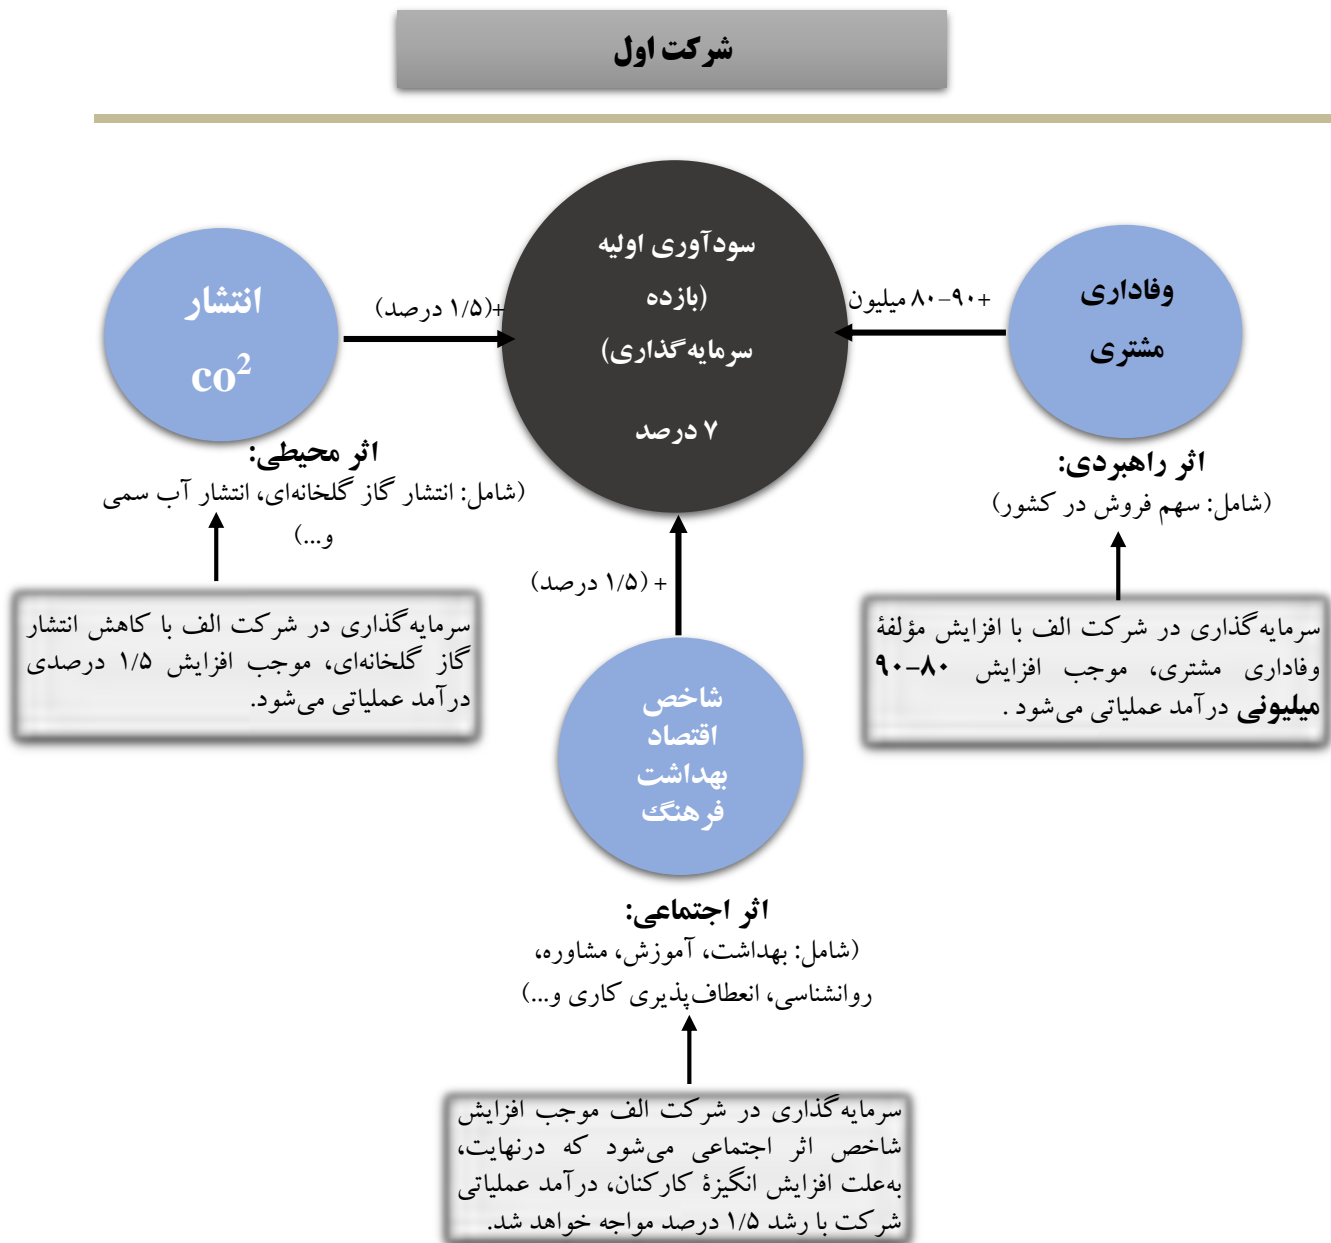 شرکت اول
سودآوری اولیه
(بازده
سرمایه‌گذاری)
۷ درصد
وفاداری
مشتری
+۹۰-۸۰ میلیون
اثر راهبردی:
(شامل: سهم فروش در کشور)
سرمایه‌گذاری در شرکت الف با افزایش مؤلفۀ
وفاداری مشتری، موجب افزایش ۸۰-۹۰
میلیونی درآمد عملیاتی می‌شود .
انتشار
co²
+(۱/۵ درصد)
اثر محیطی:
(شامل: انتشار گاز گلخانه‌ای، انتشار آب سمی
و...)
سرمایه‌گذاری در شرکت الف با کاهش انتشار
گاز گلخانه‌ای، موجب افزایش ۱/۵ درصدی
درآمد عملیاتی می‌شود.
+ (۱/۵ درصد)
شاخص
اقتصاد
بهداشت
فرهنگ
اثر اجتماعی:
(شامل: بهداشت، آموزش، مشاوره،
روانشناسی، انعطاف‌پذیری کاری و...)
سرمایه‌گذاری در شرکت الف موجب افزایش
شاخص اثر اجتماعی می‌شود که درنهایت،
به‌علت افزایش انگیزۀ کارکنان، درآمد عملیاتی
شرکت با رشد ۱/۵ درصد مواجه خواهد شد.